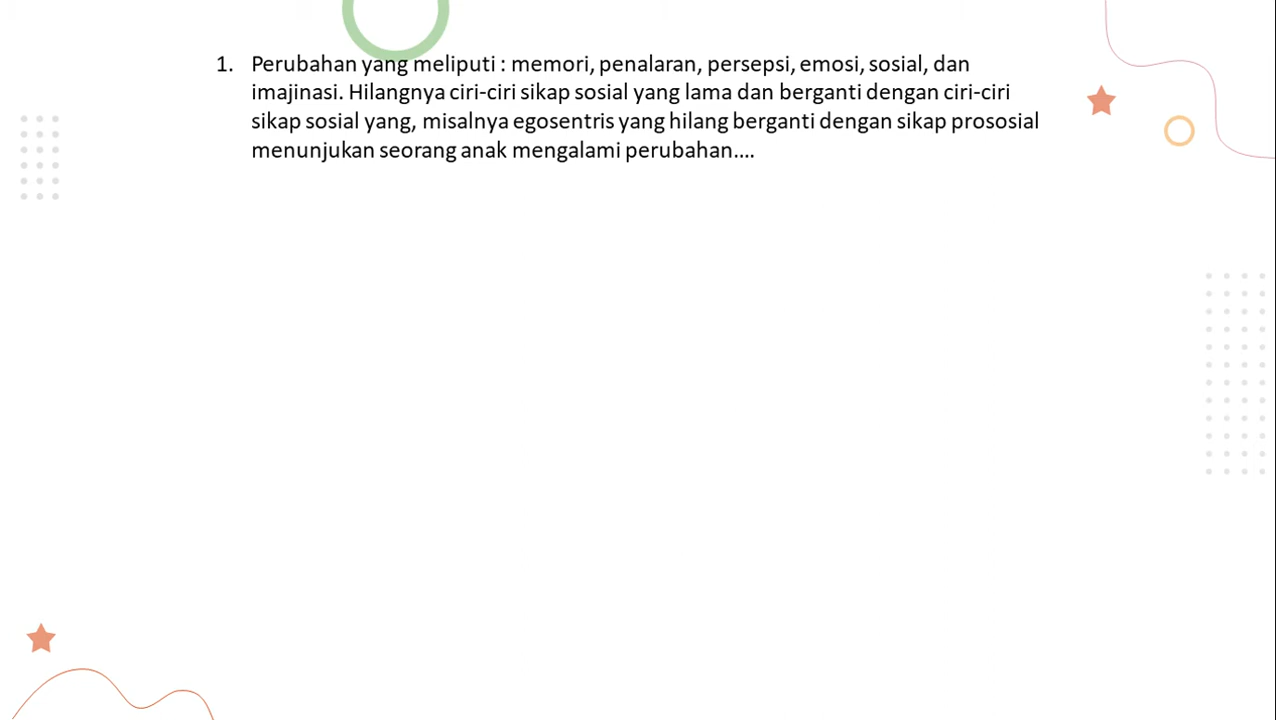 1. Perubahan yang meliputi : memori, penalaran, persepsi, emosi, sosial, dan
imajinasi. Hilangnya ciri-ciri sikap sosial yang lama dan berganti dengan ciri-ciri
sikap sosial yang, misalnya egosentris yang hilang berganti dengan sikap prososial
menunjukan seorang anak mengalami perubahan....